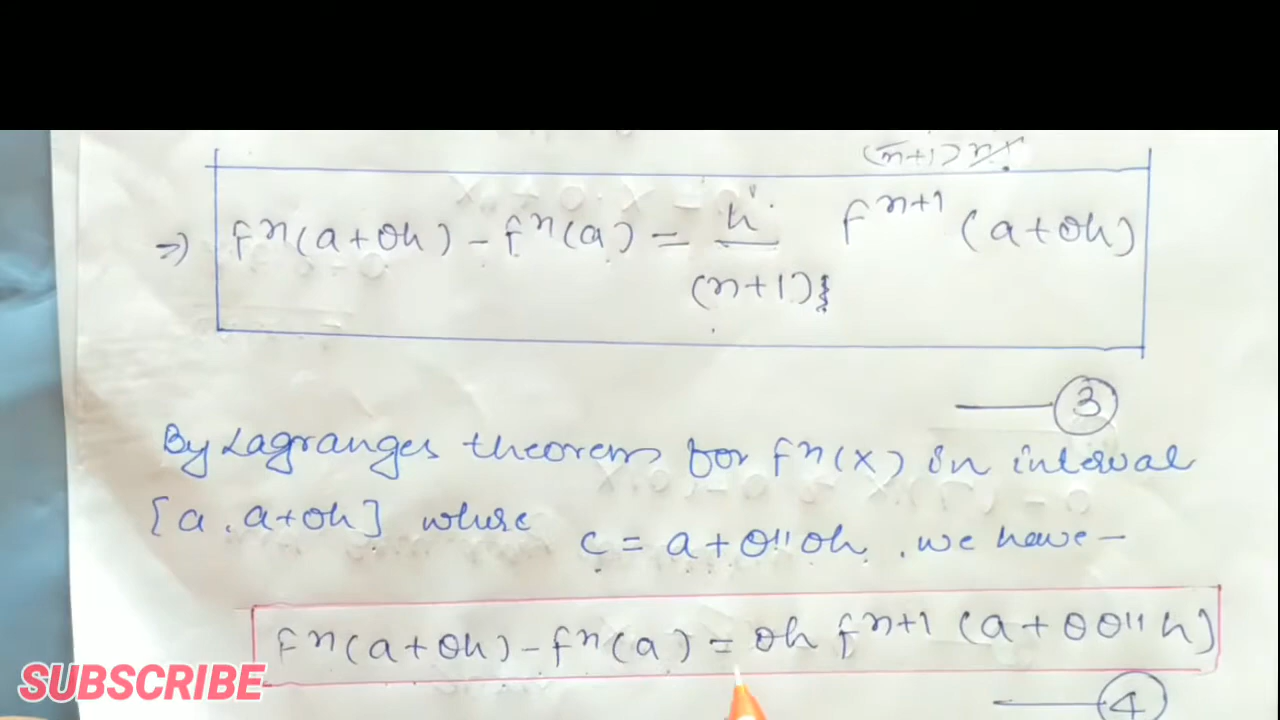 (n+1) n!
=> fⁿ(a+θh) - fⁿ(a) = h / (n+1) fⁿ⁺¹ (a+θh)
— ③
By Lagranges theorem for fⁿ(x) in interval
[a, a+θh] where c = a+θ"θh, we have —
fⁿ(a+θh) - fⁿ(a) = θh fⁿ⁺¹ (a+θθ"h)
— ④
SUBSCRIBE